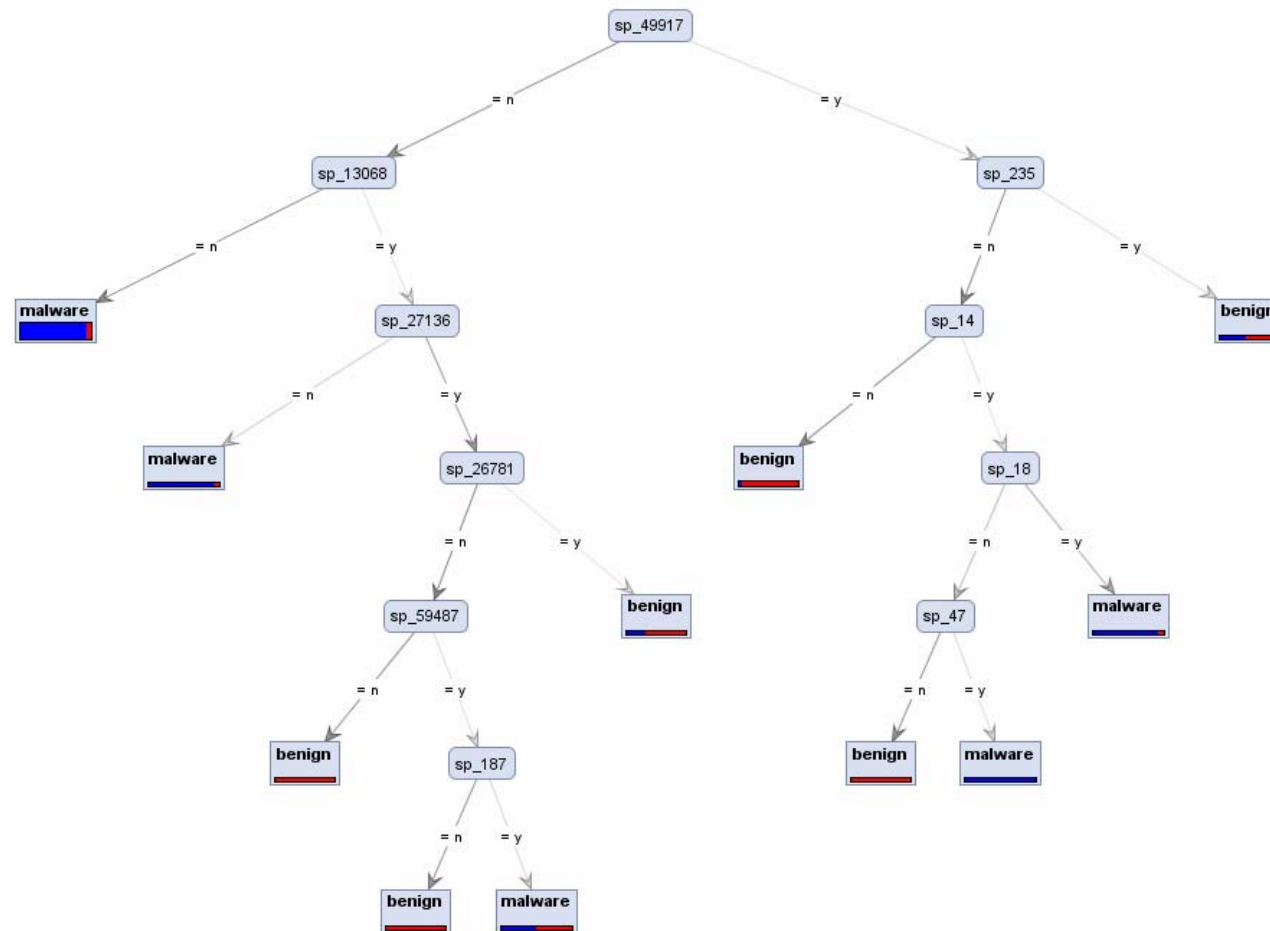 sp_49917
= n
= y
sp_13068
sp_235
= n
= y
= n
= y
malware
sp_27136
sp_14
benign
= n
= y
= n
= y
malware
sp_26781
benign
sp_18
= n
= y
= n
= y
sp_59487
benign
sp_47
malware
= n
= y
= n
= y
benign
sp_187
benign
malware
= n
= y
benign
malware